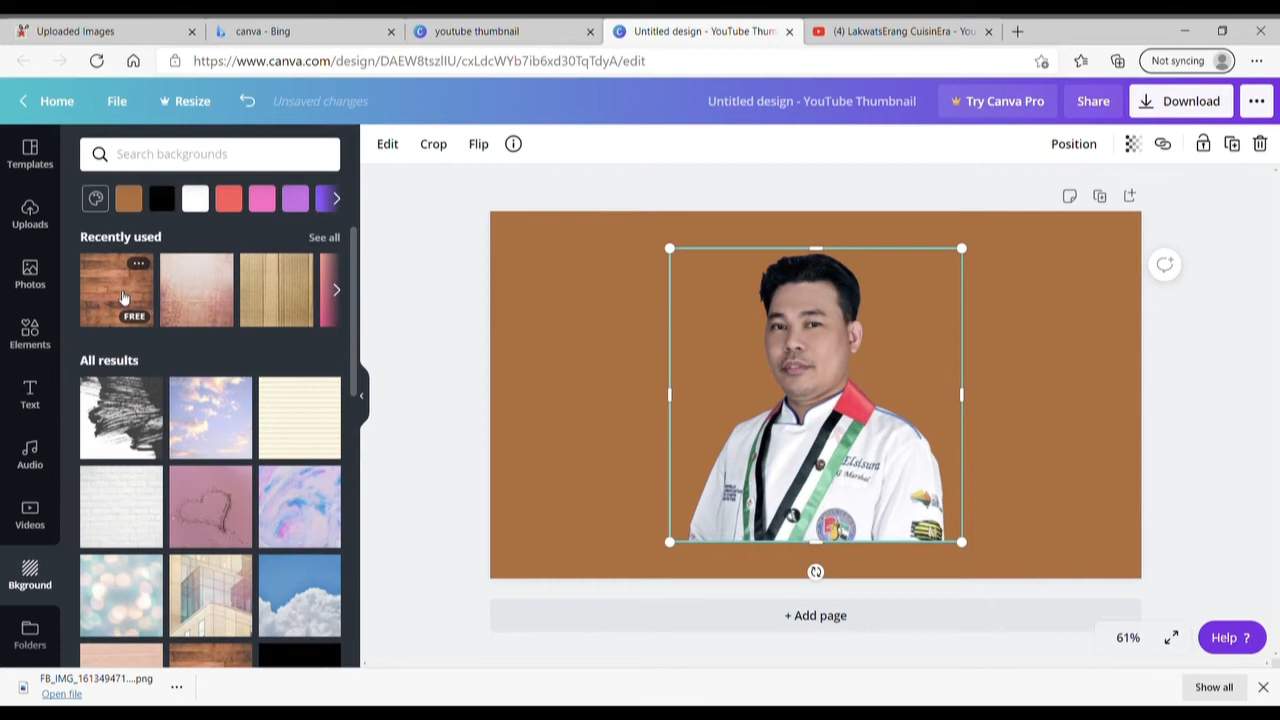 Uploaded Images
canva - Bing
youtube thumbnail
Untitled design - YouTube Thum
(4) LakwatsErang CuisinEra - You
https://www.canva.com/design/DAEW8tszIIU/cxLdcWYb7ib6xd30TqTdyA/edit
Not syncing
Home
File
Resize
Unsaved changes
Untitled design - YouTube Thumbnail
Try Canva Pro
Share
Download
Templates
Uploads
Photos
Elements
Text
Audio
Videos
Bkground
Folders
Search backgrounds
Recently used
See all
FREE
All results
Edit
Crop
Flip
Position
Elsisura
+ Add page
61%
Help ?
FB_IMG_161349471....png
Open file
Show all